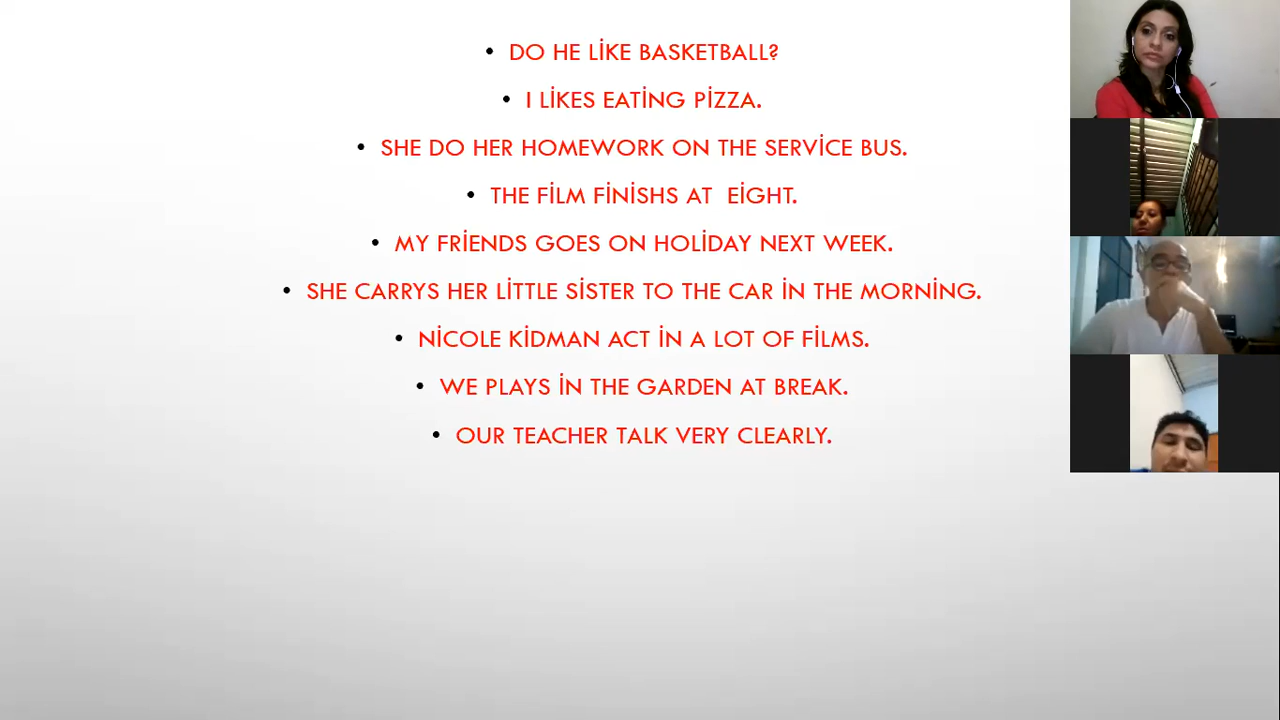 • DO HE LİKE BASKETBALL?
• I LİKES EATİNG PİZZA.
• SHE DO HER HOMEWORK ON THE SERVİCE BUS.
• THE FİLM FİNİSHS AT  EİGHT.
• MY FRİENDS GOES ON HOLİDAY NEXT WEEK.
• SHE CARRYS HER LİTTLE SİSTER TO THE CAR İN THE MORNİNG.
• NİCOLE KİDMAN ACT İN A LOT OF FİLMS.
• WE PLAYS İN THE GARDEN AT BREAK.
• OUR TEACHER TALK VERY CLEARLY.